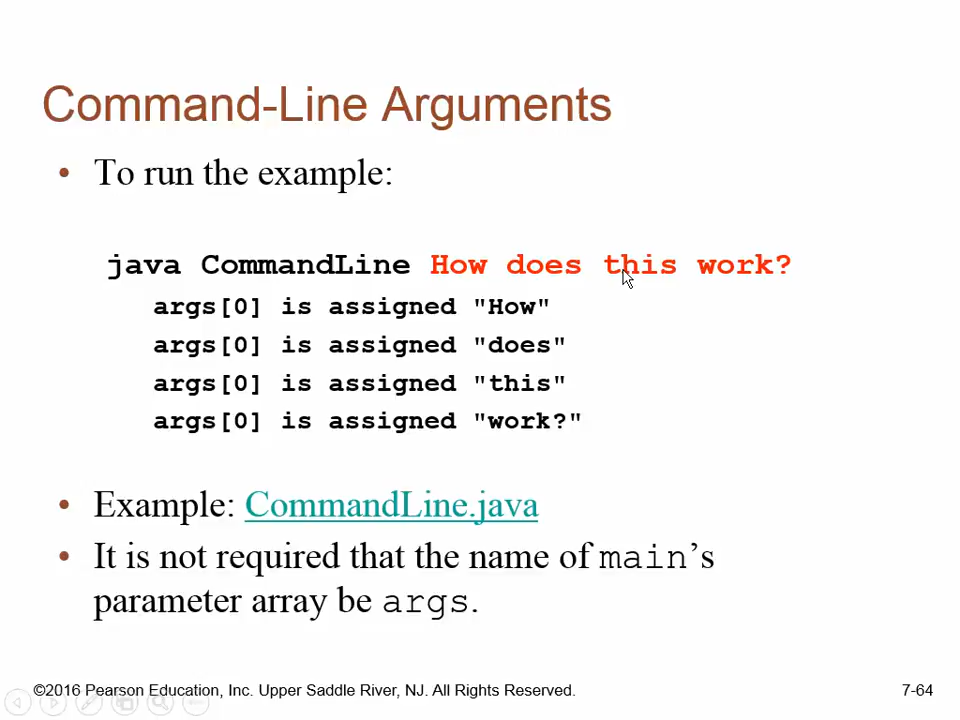 Command-Line Arguments
• To run the example:
java CommandLine How does this work?
args[0] is assigned "How"
args[0] is assigned "does"
args[0] is assigned "this"
args[0] is assigned "work?"
• Example: CommandLine.java
• It is not required that the name of main’s
parameter array be args.
©2016 Pearson Education, Inc. Upper Saddle River, NJ. All Rights Reserved.
7-64